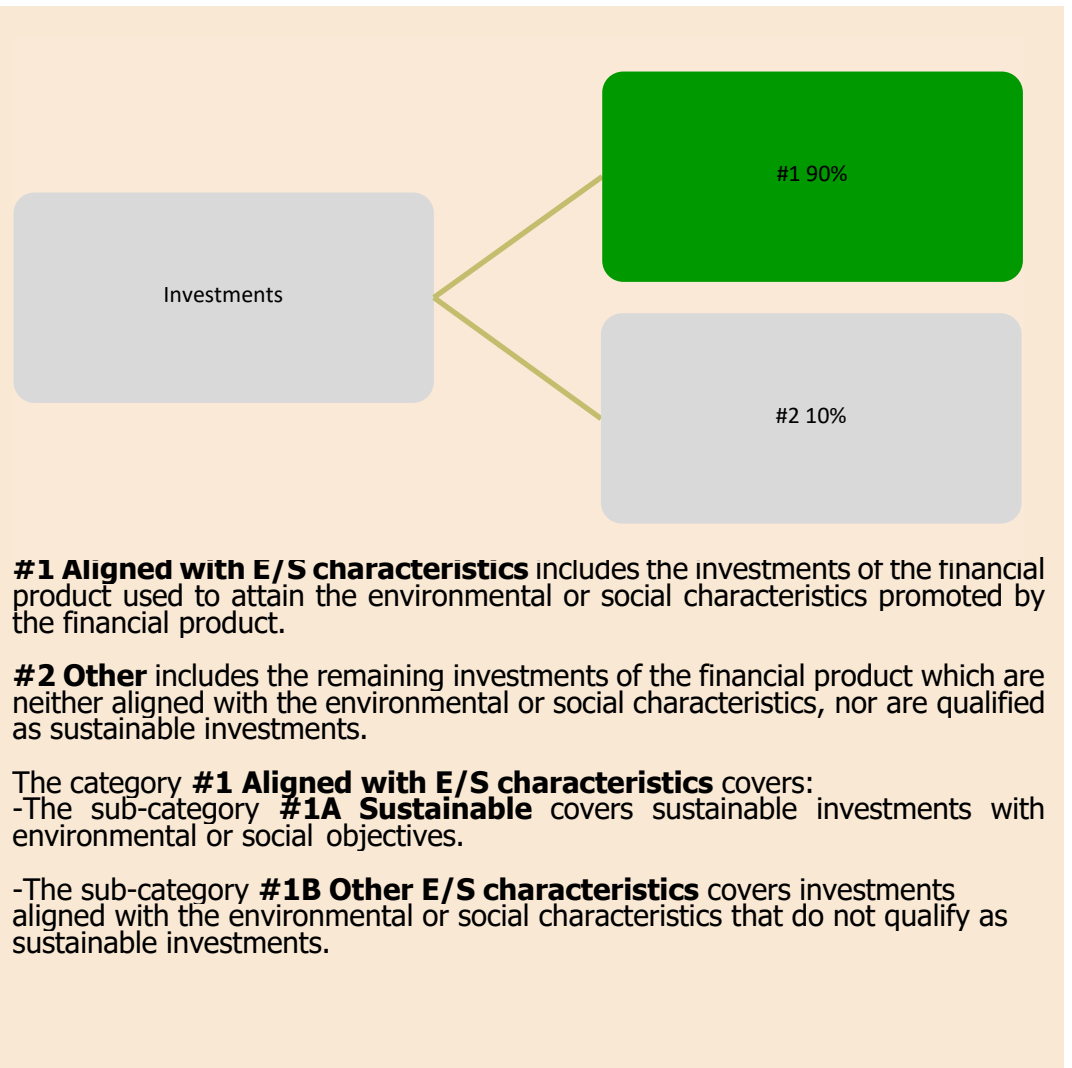 #1 90%
Investments
#2 10%
#1 Aligned with E/S characteristics includes the investments of the financial
product used to attain the environmental or social characteristics promoted by
the financial product.
#2 Other includes the remaining investments of the financial product which are
neither aligned with the environmental or social characteristics, nor are qualified
as sustainable investments.
The category #1 Aligned with E/S characteristics covers:
-The sub-category #1A Sustainable covers sustainable investments with
environmental or social objectives.
-The sub-category #1B Other E/S characteristics covers investments
aligned with the environmental or social characteristics that do not qualify as
sustainable investments.